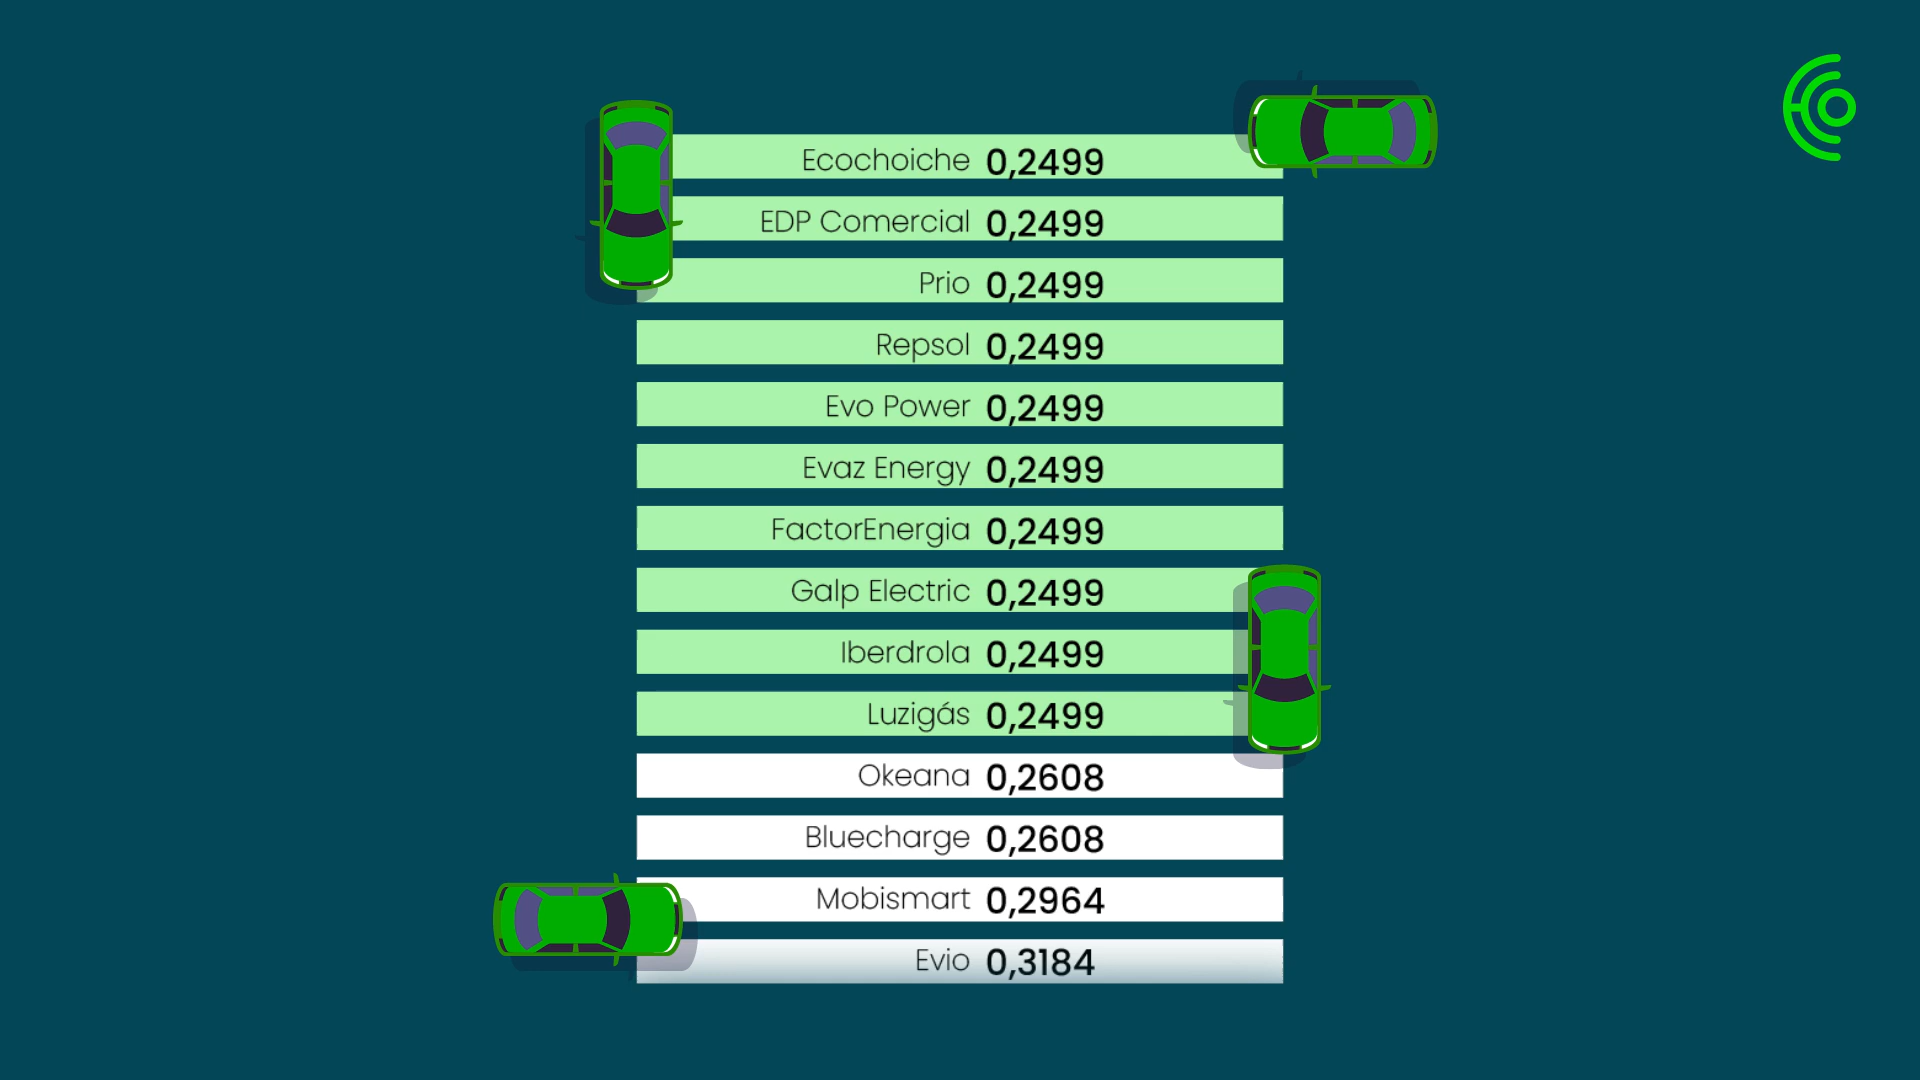 Ecochoiche 0,2499
EDP Comercial 0,2499
Prio 0,2499
Repsol 0,2499
Evo Power 0,2499
Evaz Energy 0,2499
FactorEnergia 0,2499
Galp Electric 0,2499
Iberdrola 0,2499
Luzigás 0,2499
Okeana 0,2608
Bluecharge 0,2608
Mobismart 0,2964
Evio 0,3184